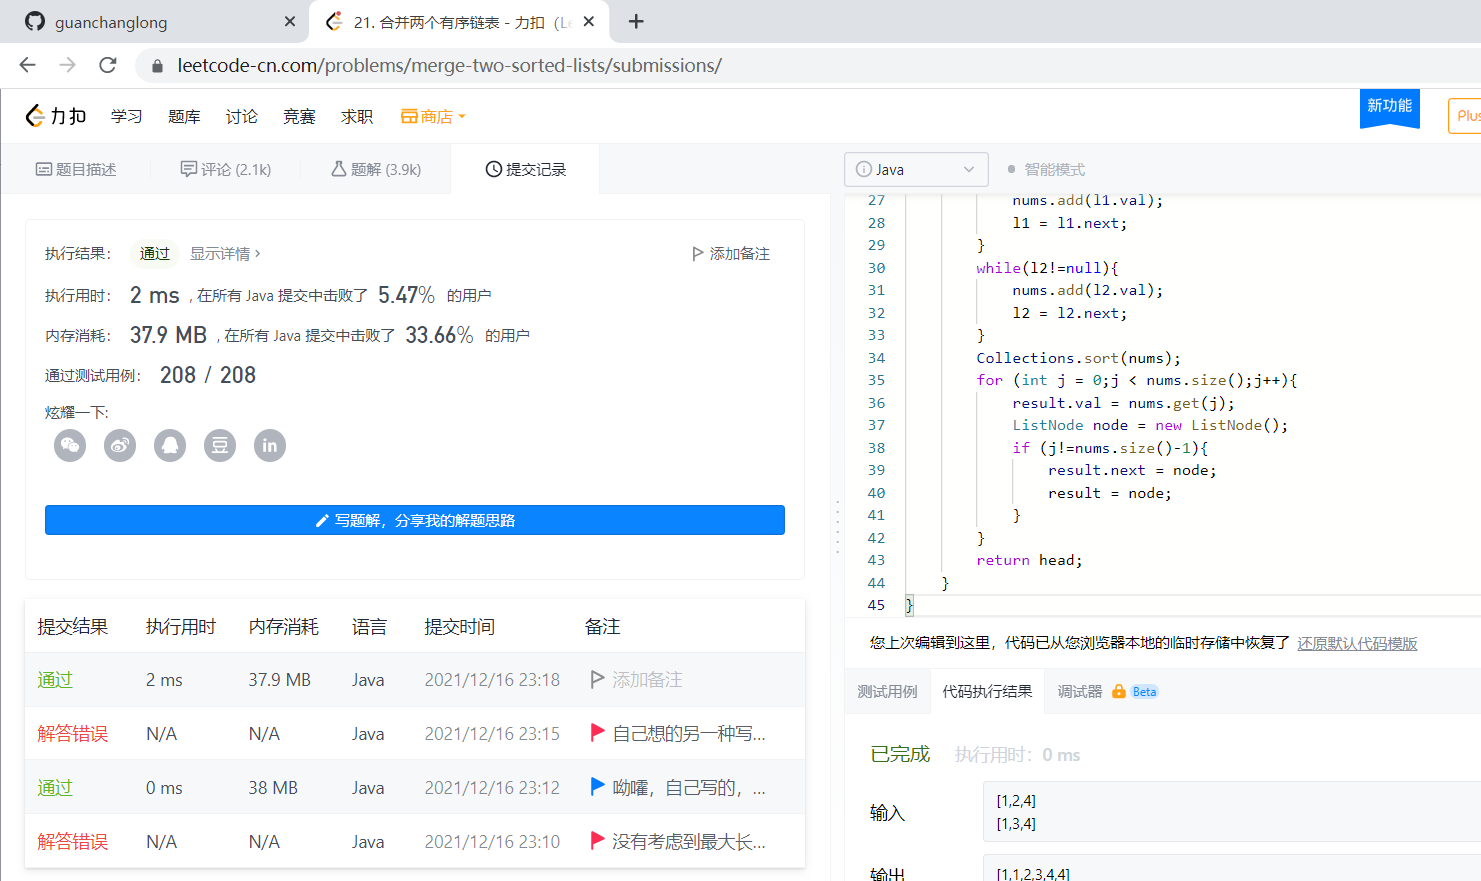 guanchanglong
21. 合并两个有序链表 - 力扣 (Le
leetcode-cn.com/problems/merge-two-sorted-lists/submissions/
力扣 学习 题库 讨论 竞赛 求职 商店 新功能 Plus
题目描述 评论 (2.1k) 题解 (3.9k) 提交记录
执行结果: 通过 显示详情 > 添加备注
执行用时: 2 ms , 在所有 Java 提交中击败了 5.47% 的用户
内存消耗: 37.9 MB , 在所有 Java 提交中击败了 33.66% 的用户
通过测试用例: 208 / 208
炫耀一下:
豆 in
写题解, 分享我的解题思路
提交结果 执行用时 内存消耗 语言 提交时间 备注
通过 2 ms 37.9 MB Java 2021/12/16 23:18 添加备注
解答错误 N/A N/A Java 2021/12/16 23:15 自己想的另一种写...
通过 0 ms 38 MB Java 2021/12/16 23:12 呦嚯，自己写的，...
解答错误 N/A N/A Java 2021/12/16 23:10 没有考虑到最大长...
Java 智能模式
27 nums.add(l1.val);
28 l1 = l1.next;
29 }
30 while(l2!=null){
31 nums.add(l2.val);
32 l2 = l2.next;
33 }
34 Collections.sort(nums);
35 for (int j = 0;j < nums.size();j++){
36 result.val = nums.get(j);
37 ListNode node = new ListNode();
38 if (j!=nums.size()-1){
39 result.next = node;
40 result = node;
41 }
42 }
43 return head;
44 }
45 }
您上次编辑到这里，代码已从您浏览器本地的临时存储中恢复了 还原默认代码模版
测试用例 代码执行结果 调试器 Beta
已完成 执行用时: 0 ms
输入
[1,2,4]
[1,3,4]
输出
[1,1,2,3,4,4]